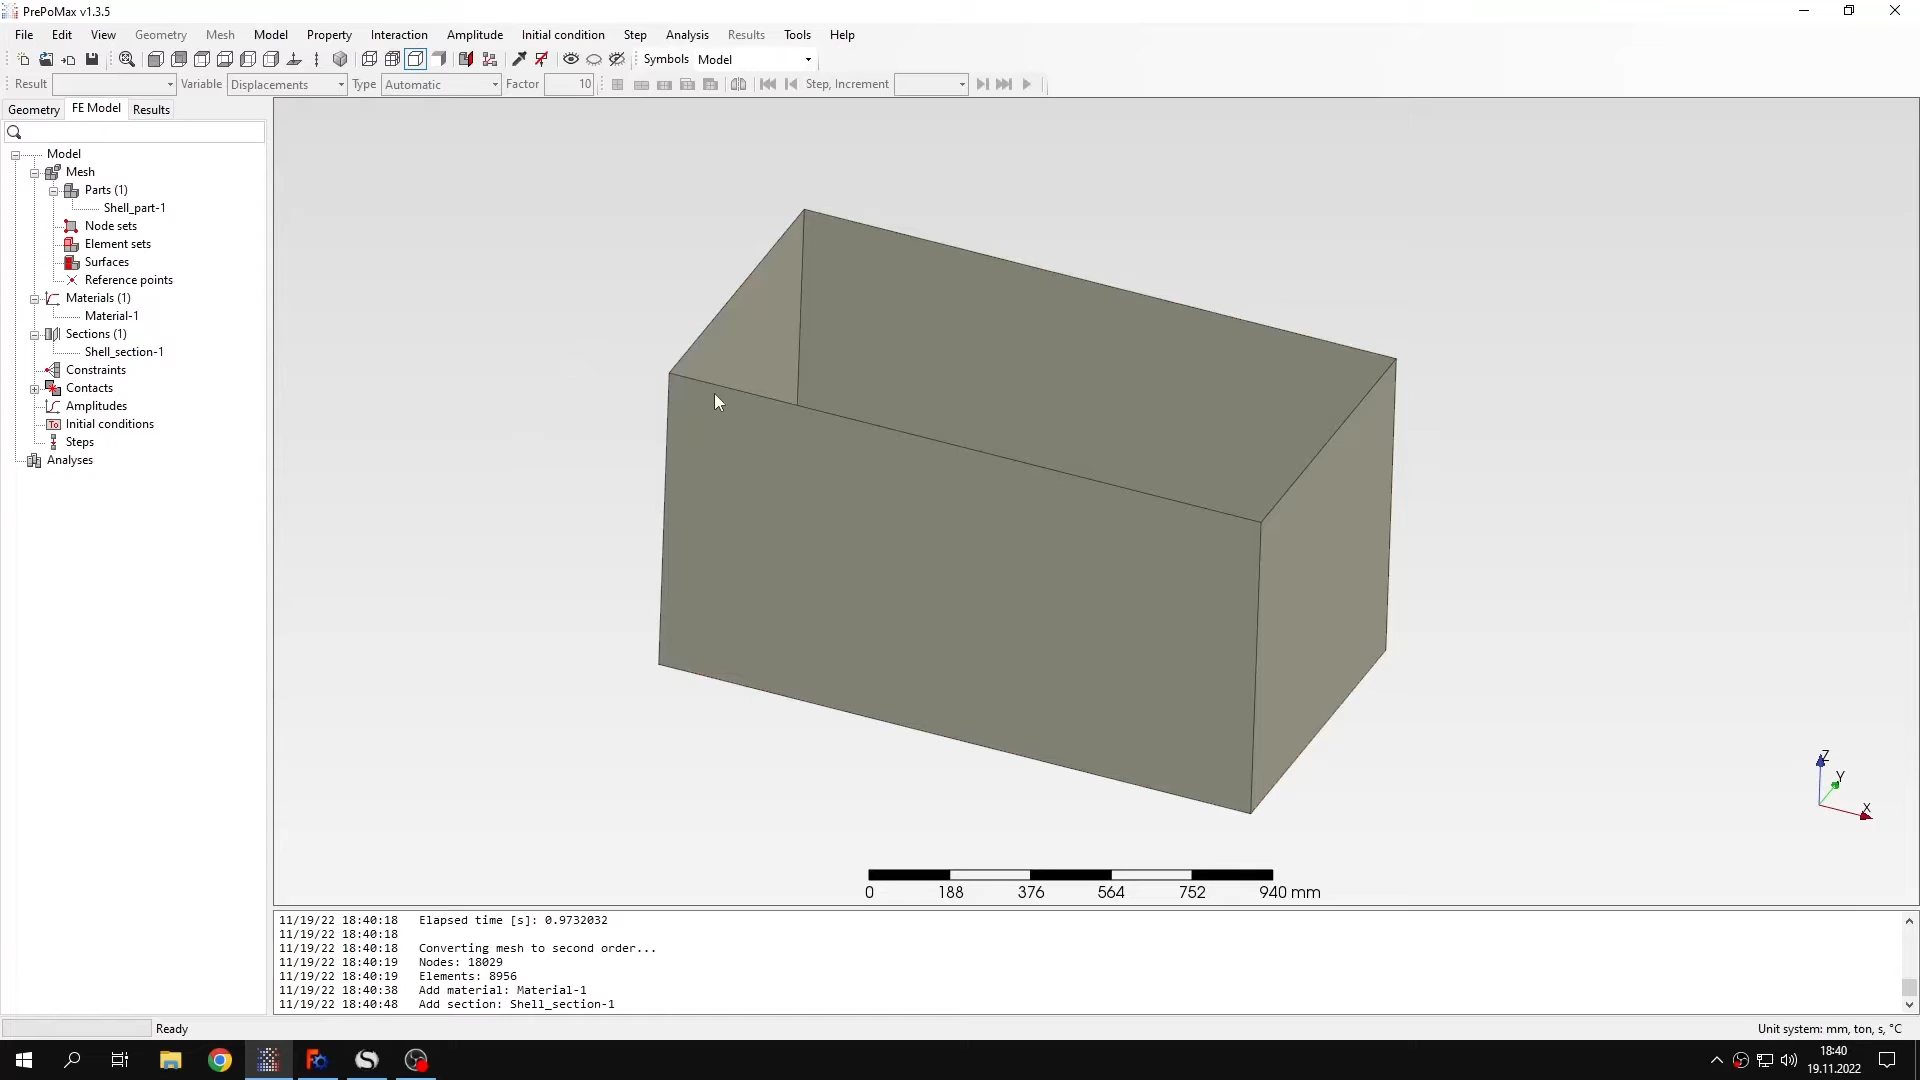 PrePoMax v1.3.5
File Edit View Geometry Mesh Model Property Interaction Amplitude Initial condition Step Analysis Results Tools Help
Symbols Model
Result Variable Displacements Type Automatic Factor 10 Step, Increment
Geometry FE Model Results
Model
Mesh
Parts (1)
Shell_part-1
Node sets
Element sets
Surfaces
Reference points
Materials (1)
Material-1
Sections (1)
Shell_section-1
Constraints
Contacts
Amplitudes
Initial conditions
Steps
Analyses
Z
Y
X
0 188 376 564 752 940 mm
11/19/22 18:40:18 Elapsed time [s]: 0.9732032
11/19/22 18:40:18
11/19/22 18:40:18 Converting mesh to second order...
11/19/22 18:40:19 Nodes: 18029
11/19/22 18:40:19 Elements: 8956
11/19/22 18:40:38 Add material: Material-1
11/19/22 18:40:48 Add section: Shell_section-1
Ready Unit system: mm, ton, s, °C
18:40
19.11.2022